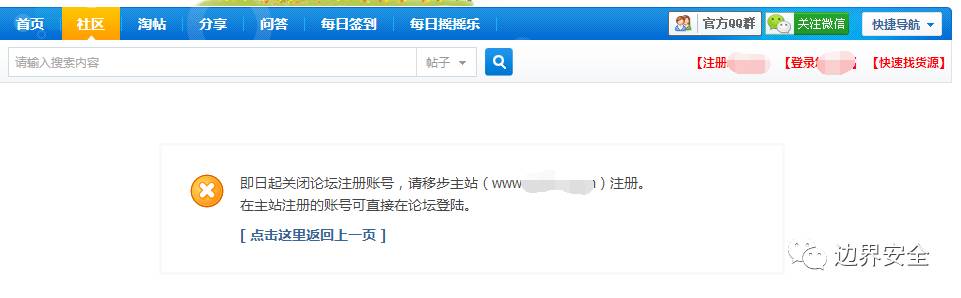 首页 社区 淘帖 分享 问答 每日签到 每日摇摇乐 官方QQ群 关注微信 快捷导航
请输入搜索内容 帖子 【注册 【登录 】 【快速找货源】
即日起关闭论坛注册账号，请移步主站（www. ）注册。
在主站注册的账号可直接在论坛登陆。
[ 点击这里返回上一页 ]
边界安全